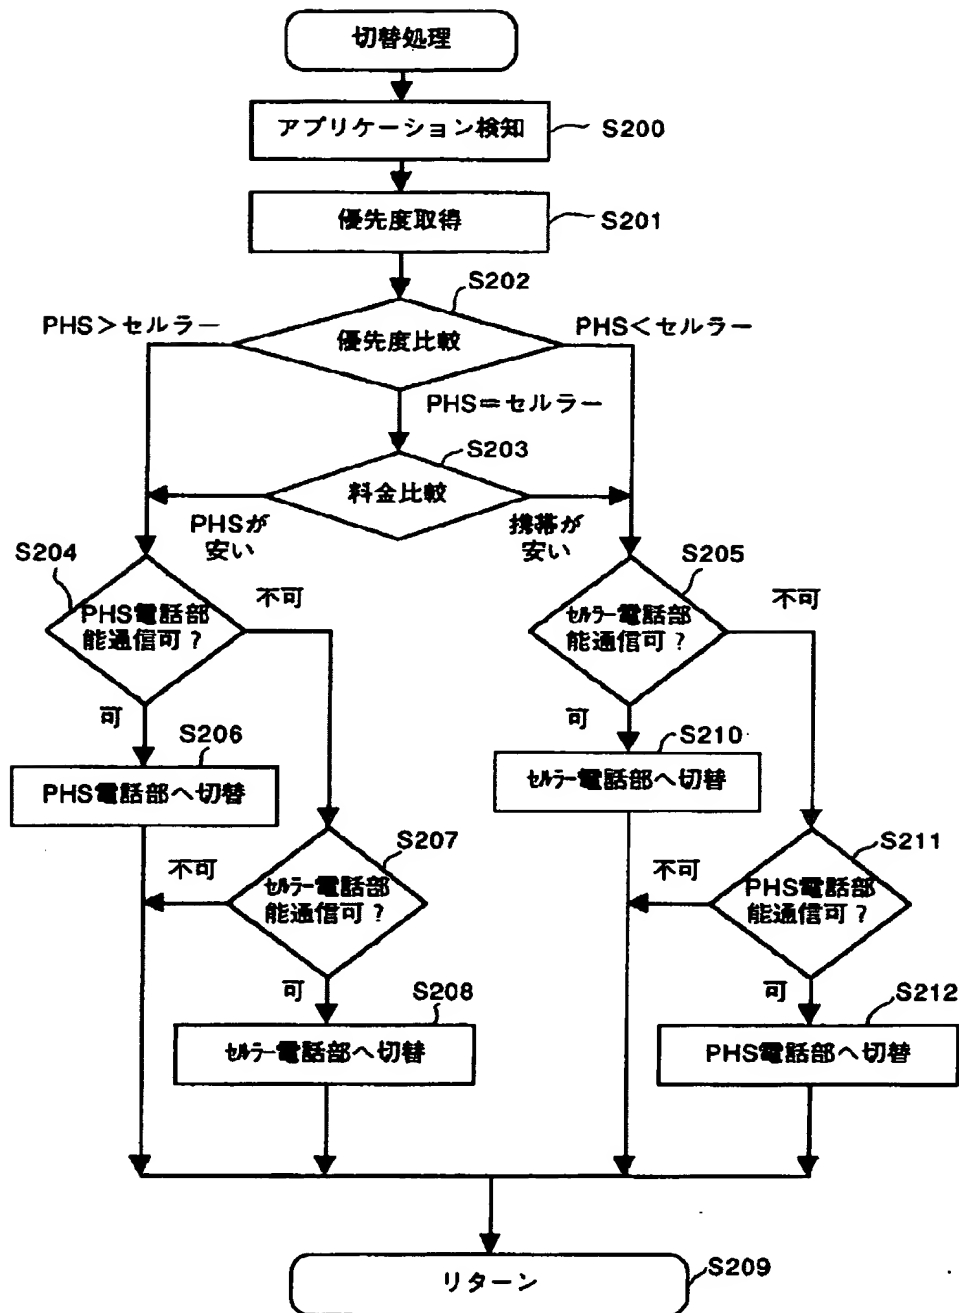 切替処理
アプリケーション検知
S200
優先度取得
S201
S202
PHS>セルラー
優先度比較
PHS<セルラー
PHS=セルラー
S203
料金比較
PHSが
安い
携帯が
安い
S204
PHS電話部
能通信可?
不可
可
S205
セルラー電話部
能通信可?
不可
可
S206
PHS電話部へ切替
S210
セルラー電話部へ切替
S207
不可
セルラー電話部
能通信可?
可
S211
不可
PHS電話部
能通信可?
可
S208
セルラー電話部へ切替
S212
PHS電話部へ切替
リターン
S209